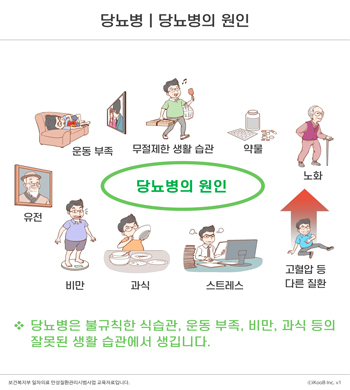 당뇨병 | 당뇨병의 원인
운동 부족
무절제한 생활 습관
약물
노화
당뇨병의 원인
유전
비만
과식
스트레스
고혈압 등
다른 질환
❖ 당뇨병은 불규칙한 식습관, 운동 부족, 비만, 과식 등의
잘못된 생활 습관에서 생깁니다.
보건복지부 일차의료 만성질환관리시범사업 교육자료입니다.
ⓒiKooB Inc. v1